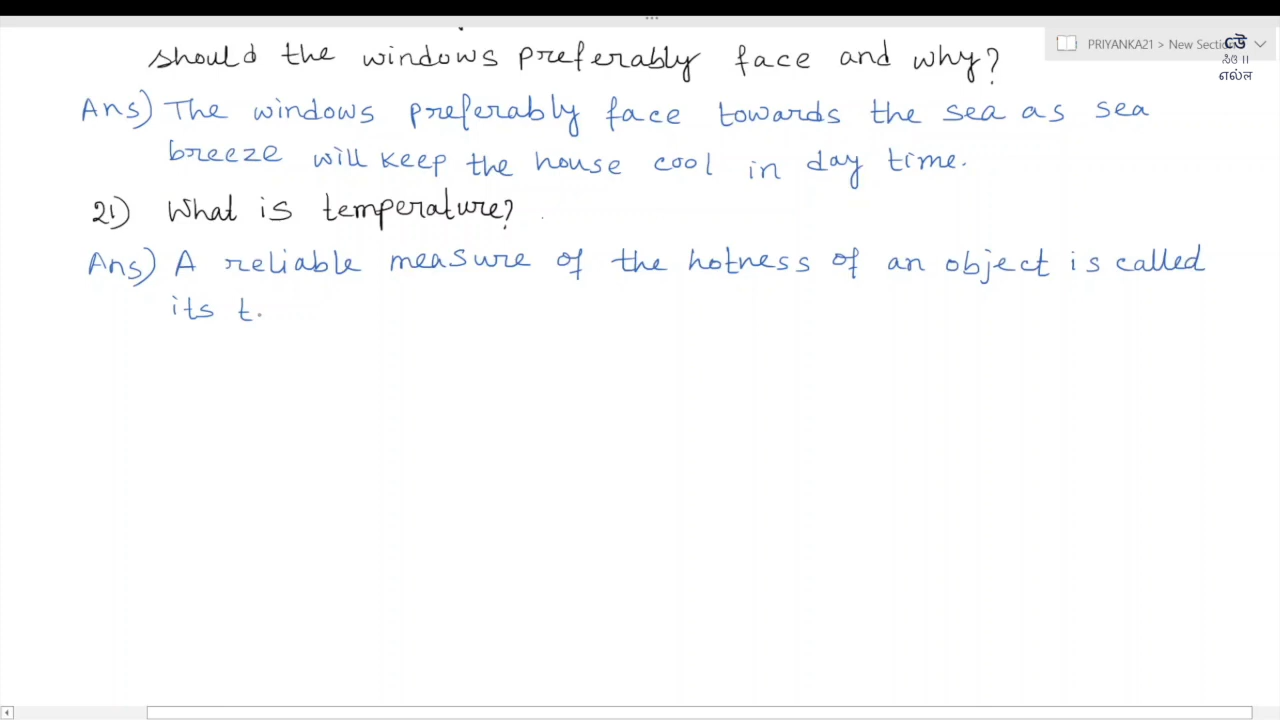 should the windows preferably face and why?
PRIYANKA21 > New Section
Ans) The windows preferably face towards the sea as sea
breeze will keep the house cool in day time.
21) What is temperature?
Ans) A reliable measure of the hotness of an object is called
its t